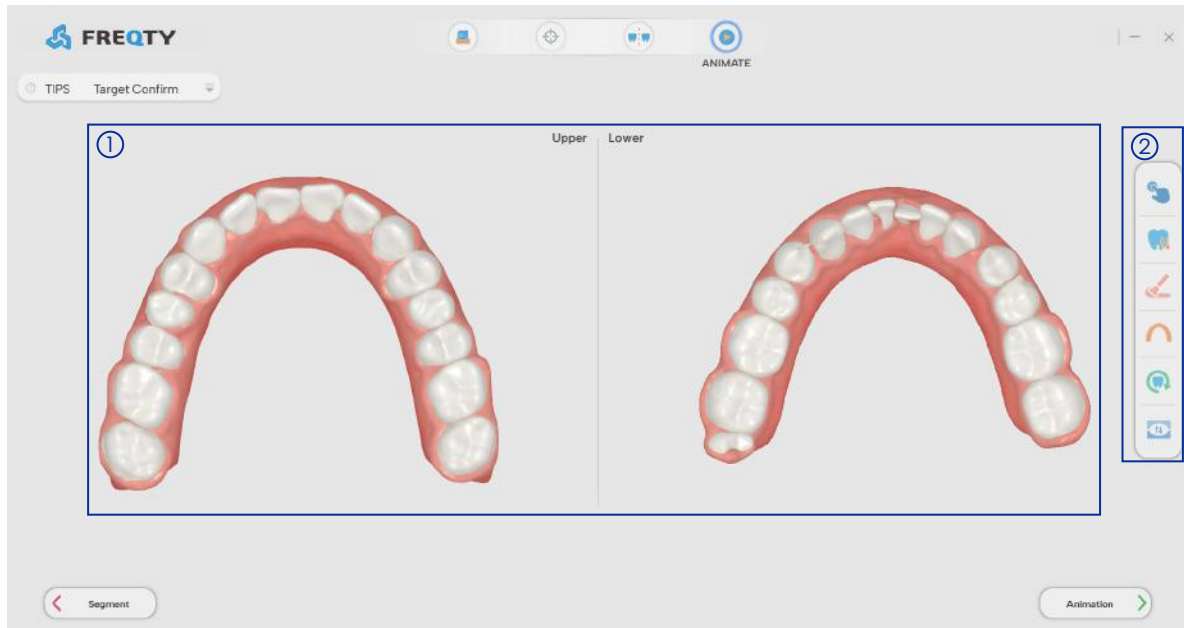 FREQTY
ANIMATE
TIPS Target Confirm
① Upper Lower ②
Segment Animation